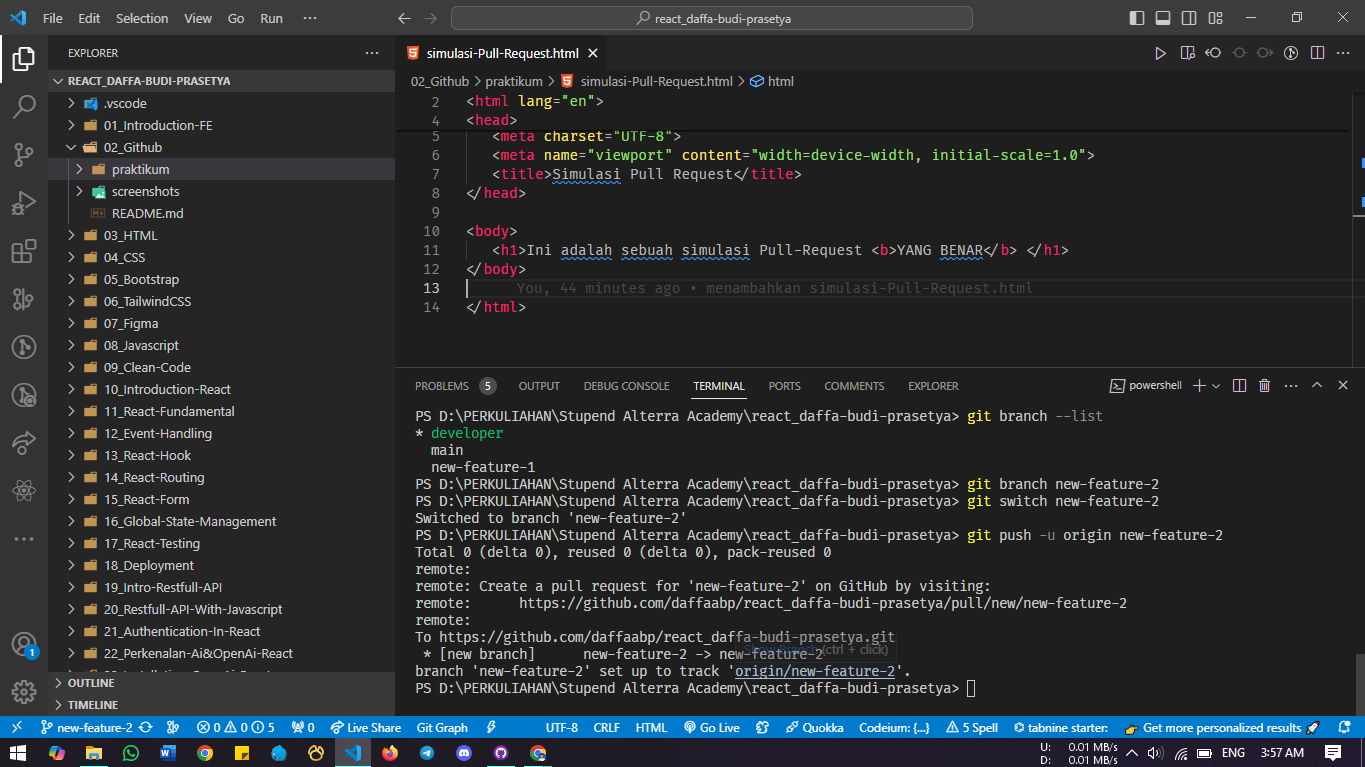 File Edit Selection View Go Run ··· react_daffa-budi-prasetya
EXPLORER ···
REACT_DAFFA-BUDI-PRASETYA
.vscode
01_Introduction-FE
02_Github
praktikum
screenshots
README.md
03_HTML
04_CSS
05_Bootstrap
06_TailwindCSS
07_Figma
08_Javascript
09_Clean-Code
10_Introduction-React
11_React-Fundamental
12_Event-Handling
13_React-Hook
14_React-Routing
15_React-Form
16_Global-State-Management
17_React-Testing
18_Deployment
19_Intro-Restfull-API
20_Restfull-API-With-Javascript
21_Authentication-In-React
22_Perkenalan-Ai&OpenAi-React
OUTLINE
TIMELINE
1
simulasi-Pull-Request.html
02_Github > praktikum > simulasi-Pull-Request.html > html
2 <html lang="en">
4 <head>
5 <meta charset="UTF-8">
6 <meta name="viewport" content="width=device-width, initial-scale=1.0">
7 <title>Simulasi Pull Request</title>
8 </head>
9
10 <body>
11 <h1>Ini adalah sebuah simulasi Pull-Request <b>YANG BENAR</b> </h1>
12 </body>
13 You, 44 minutes ago • menambahkan simulasi-Pull-Request.html
14 </html>
PROBLEMS 5 OUTPUT DEBUG CONSOLE TERMINAL PORTS COMMENTS EXPLORER powershell
PS D:\PERKULIAHAN\Stupend Alterra Academy\react_daffa-budi-prasetya> git branch --list
* developer
main
new-feature-1
PS D:\PERKULIAHAN\Stupend Alterra Academy\react_daffa-budi-prasetya> git branch new-feature-2
PS D:\PERKULIAHAN\Stupend Alterra Academy\react_daffa-budi-prasetya> git switch new-feature-2
Switched to branch 'new-feature-2'
PS D:\PERKULIAHAN\Stupend Alterra Academy\react_daffa-budi-prasetya> git push -u origin new-feature-2
Total 0 (delta 0), reused 0 (delta 0), pack-reused 0
remote:
remote: Create a pull request for 'new-feature-2' on GitHub by visiting:
remote: https://github.com/daffaabp/react_daffa-budi-prasetya/pull/new/new-feature-2
remote:
To https://github.com/daffaabp/react_daffa-budi-prasetya.git
* [new branch] new-feature-2 -> new-feature-2
(ctrl + click)
branch 'new-feature-2' set up to track 'origin/new-feature-2'.
PS D:\PERKULIAHAN\Stupend Alterra Academy\react_daffa-budi-prasetya>
new-feature-2 0 0 5 0 Live Share Git Graph UTF-8 CRLF HTML Go Live Quokka Codeium: {...} 5 Spell tabnine starter: Get more personalized results
U: 0.01 MB/s
D: 0.01 MB/s
ENG 3:57 AM